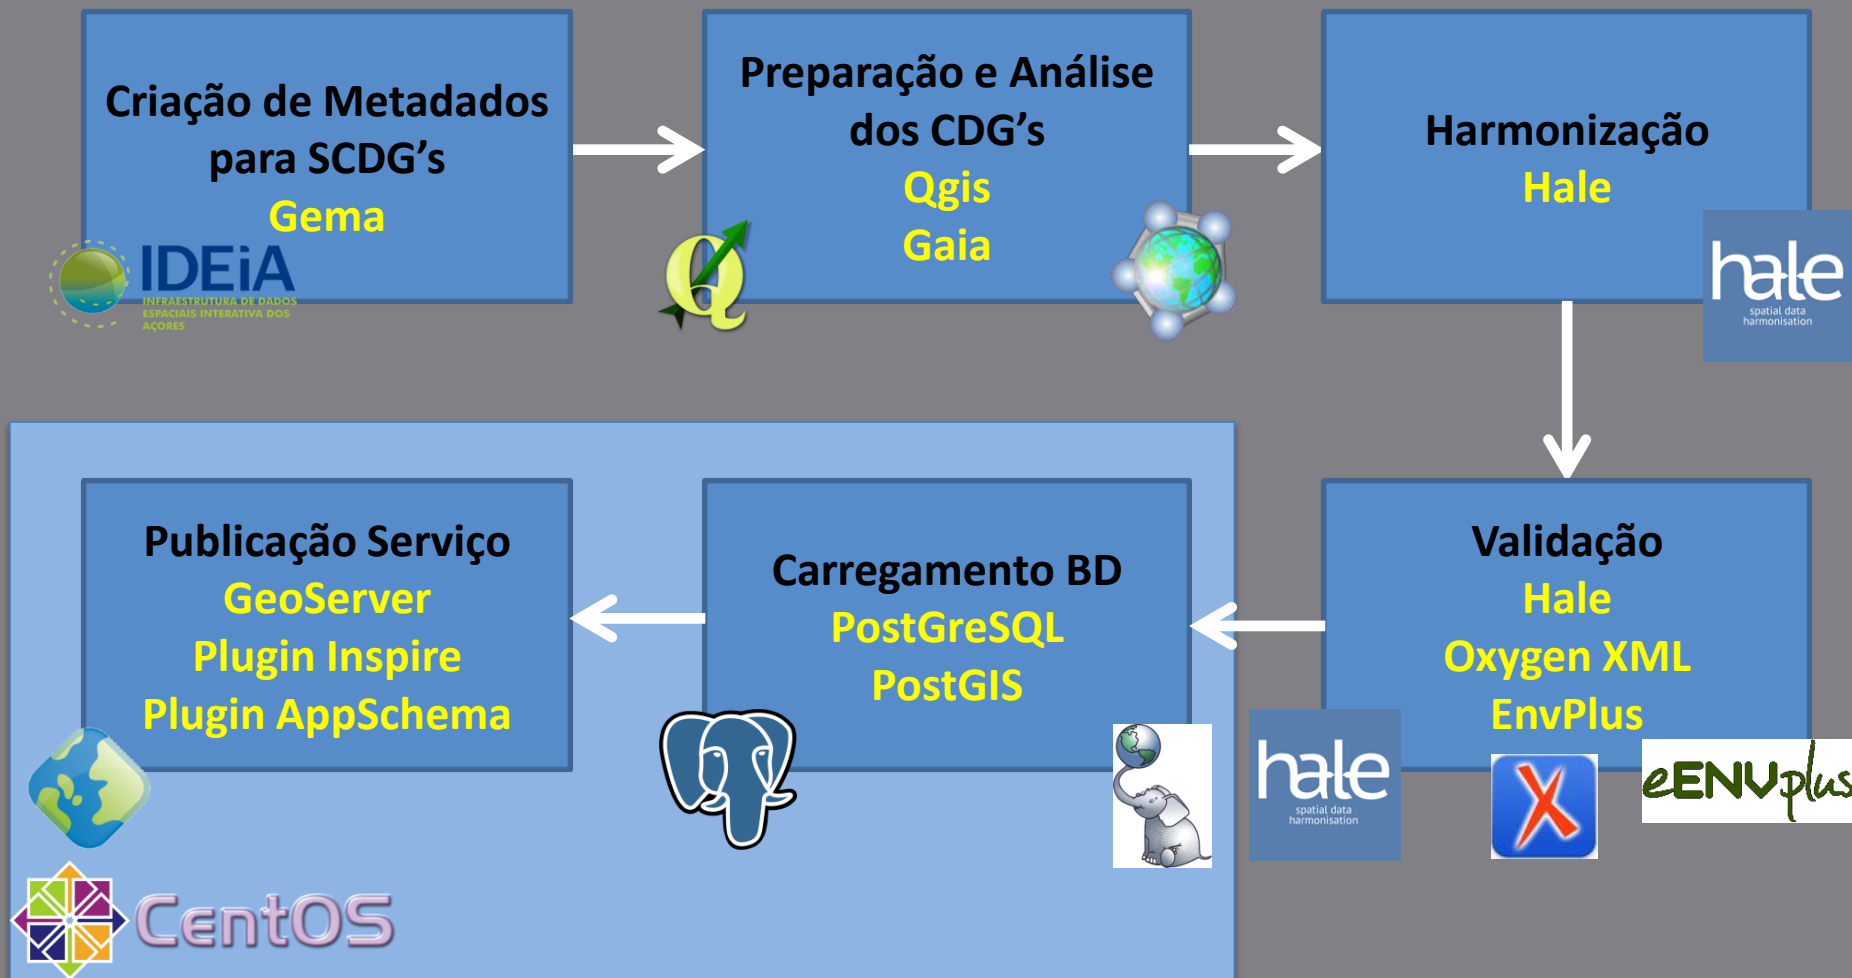 Criação de Metadados
para SCDG’s
Gema
IDEiA
INFRAESTRUTURA DE DADOS
ESPACIAIS INTERATIVA DOS
AÇORES
Preparação e Análise
dos CDG’s
Qgis
Gaia
Harmonização
Hale
hale
spatial data
harmonisation
Publicação Serviço
GeoServer
Plugin Inspire
Plugin AppSchema
CentOS
Carregamento BD
PostGreSQL
PostGIS
Validação
Hale
Oxygen XML
EnvPlus
hale
spatial data
harmonisation
eENVplus